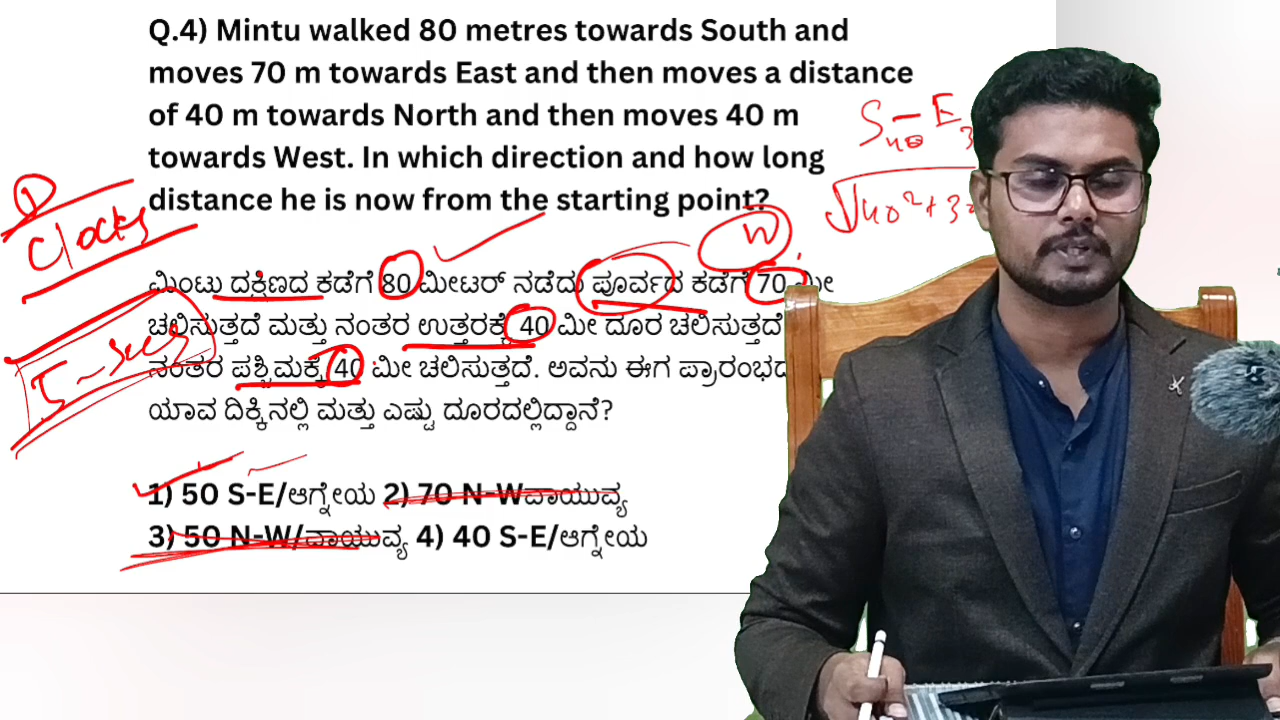 Q.4) Mintu walked 80 metres towards South and
moves 70 m towards East and then moves a distance
of 40 m towards North and then moves 40 m
towards West. In which direction and how long
distance he is now from the starting point?
S 40 - E 3
√40² + 3
Clocks
W
ಮಿಂಟು ದಕ್ಷಿಣದ ಕಡೆಗೆ 80 ಮೀಟರ್ ನಡೆದು ಪೂರ್ವದ ಕಡೆಗೆ 70 ಮೀ
ಚಲಿಸುತ್ತದೆ ಮತ್ತು ನಂತರ ಉತ್ತರಕ್ಕೆ 40 ಮೀ ದೂರ ಚಲಿಸುತ್ತದೆ
ನಂತರ ಪಶ್ಚಿಮಕ್ಕೆ 40 ಮೀ ಚಲಿಸುತ್ತದೆ. ಅವನು ಈಗ ಪ್ರಾರಂಭದ
ಯಾವ ದಿಕ್ಕಿನಲ್ಲಿ ಮತ್ತು ಎಷ್ಟು ದೂರದಲ್ಲಿದ್ದಾನೆ?
1) 50 S-E/ಆಗ್ನೇಯ 2) 70 N-Wವಾಯುವ್ಯ
3) 50 N-W/ವಾಯುವ್ಯ 4) 40 S-E/ಆಗ್ನೇಯ